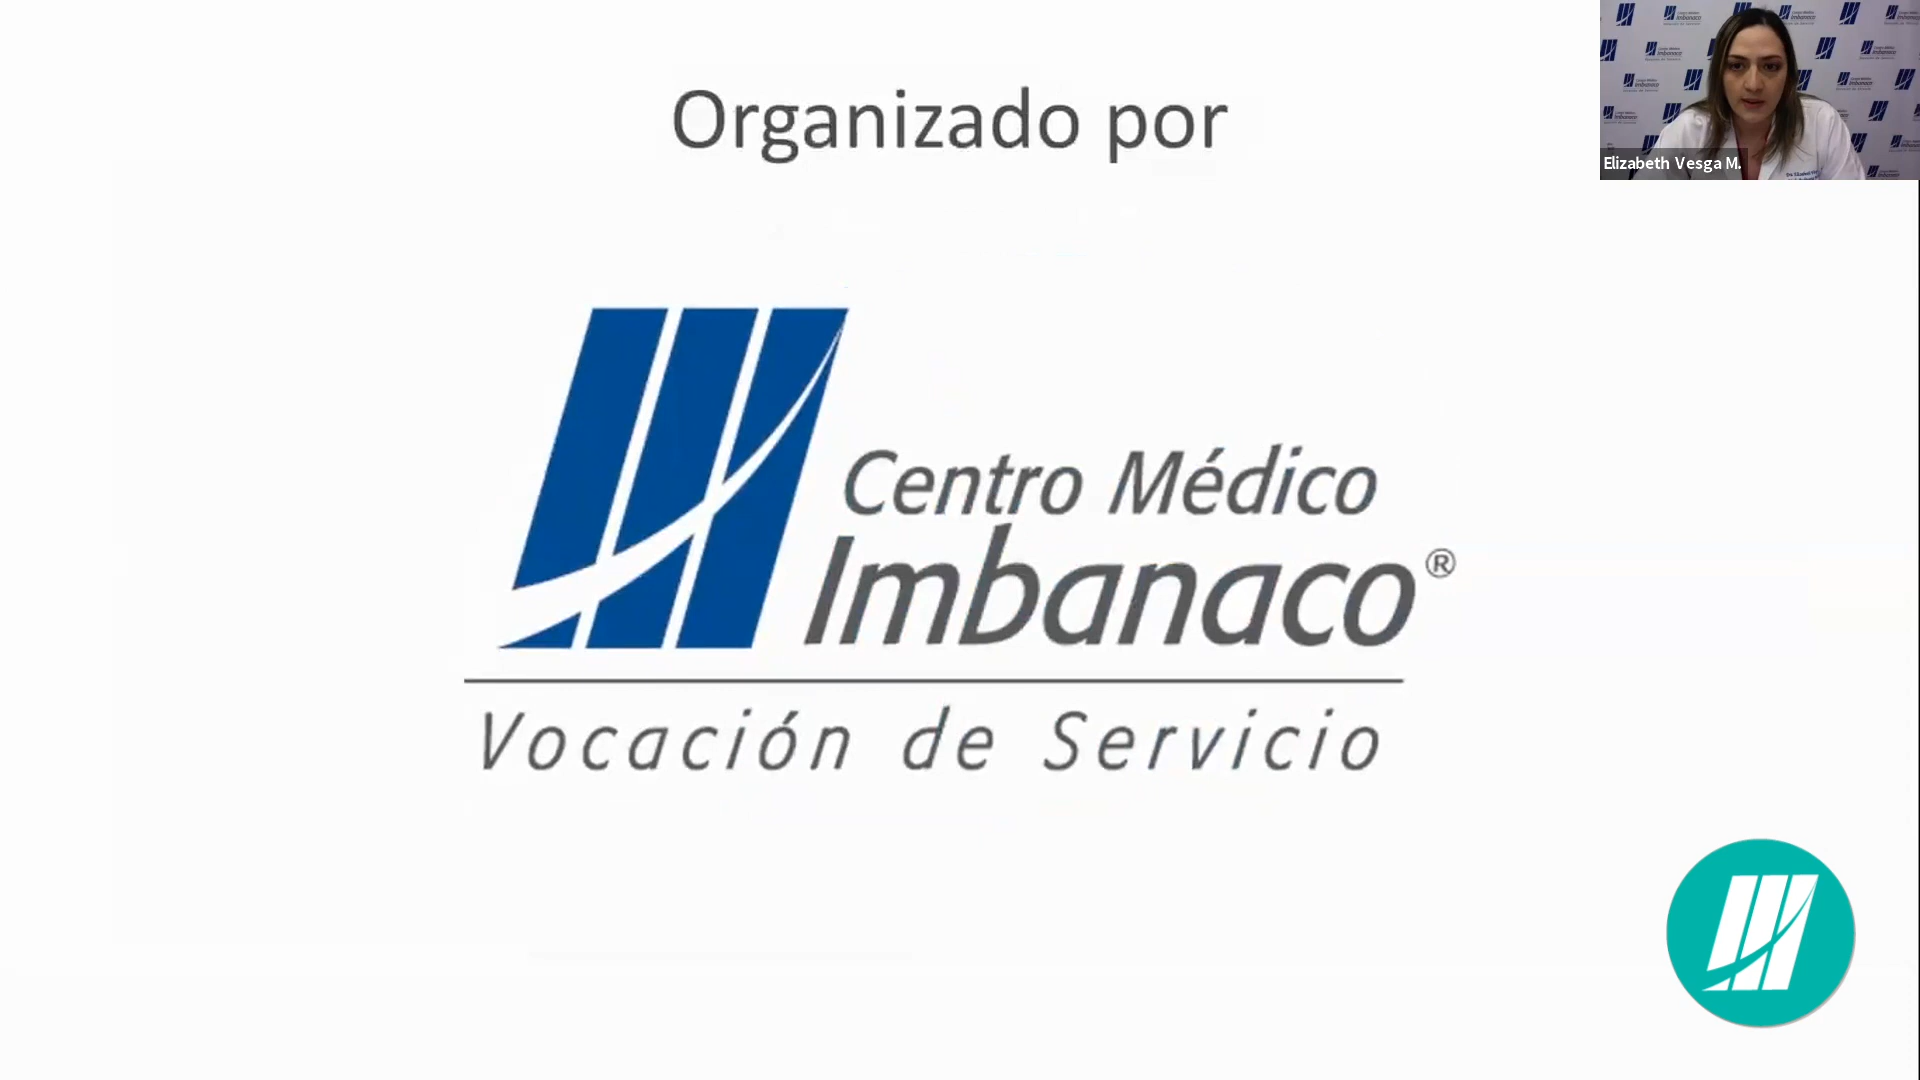 Organizado por
Centro Médico
Imbanaco®
Vocación de Servicio
Elizabeth Vesga M.